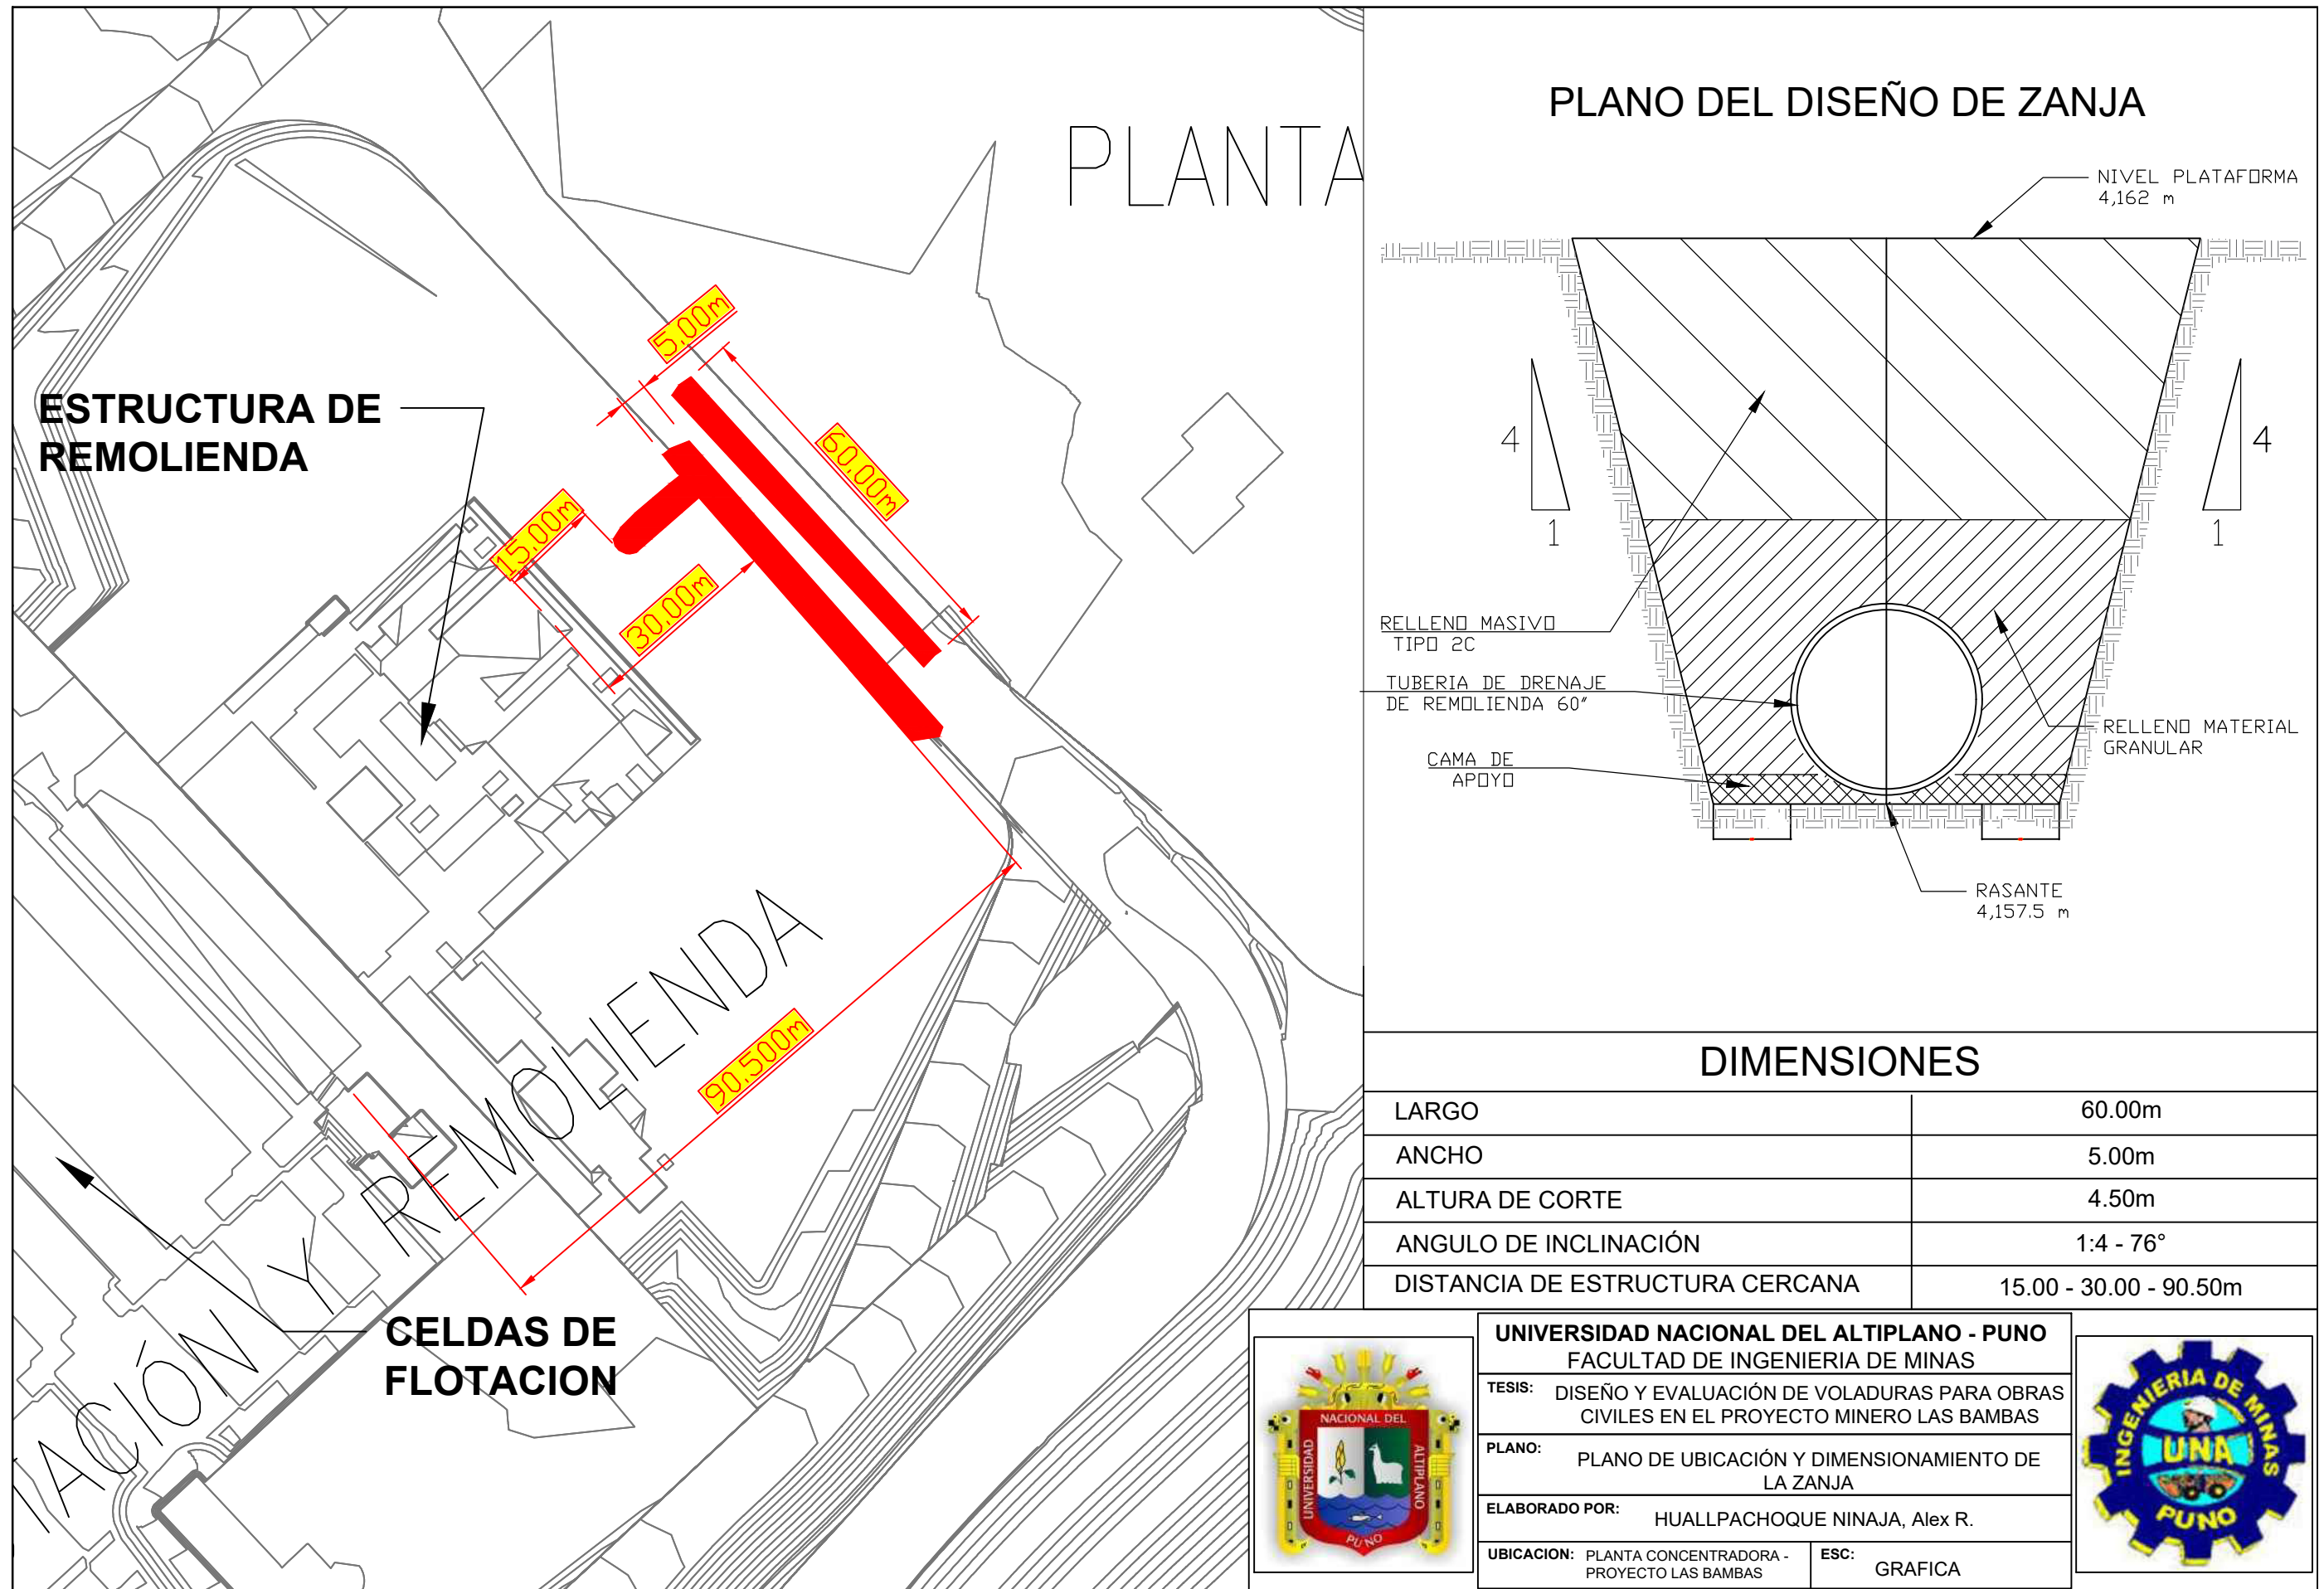 PLANTA
5.00m
60.00m
ESTRUCTURA DE
REMOLIENDA
15.00m
30.00m
90.500m
IACIÓN Y REMOLIENDA
CELDAS DE
FLOTACION
PLANO DEL DISEÑO DE ZANJA
NIVEL PLATAFORMA
4,162 m
4
1
4
1
RELLENO MASIVO
TIPO 2C
TUBERIA DE DRENAJE
DE REMOLIENDA 60"
CAMA DE
APOYO
RELLENO MATERIAL
GRANULAR
RASANTE
4,157.5 m
DIMENSIONES
LARGO 60.00m
ANCHO 5.00m
ALTURA DE CORTE 4.50m
ANGULO DE INCLINACIÓN 1:4 - 76°
DISTANCIA DE ESTRUCTURA CERCANA 15.00 - 30.00 - 90.50m
UNIVERSIDAD NACIONAL DEL ALTIPLANO - PUNO
FACULTAD DE INGENIERIA DE MINAS
TESIS: DISEÑO Y EVALUACIÓN DE VOLADURAS PARA OBRAS
CIVILES EN EL PROYECTO MINERO LAS BAMBAS
PLANO: PLANO DE UBICACIÓN Y DIMENSIONAMIENTO DE
LA ZANJA
ELABORADO POR: HUALLPACHOQUE NINAJA, Alex R.
UBICACION: PLANTA CONCENTRADORA -
PROYECTO LAS BAMBAS
ESC: GRAFICA
UNIVERSIDAD
NACIONAL DEL
ALTIPLANO
PUNO
INGENIERIA DE MINAS
UNA
PUNO